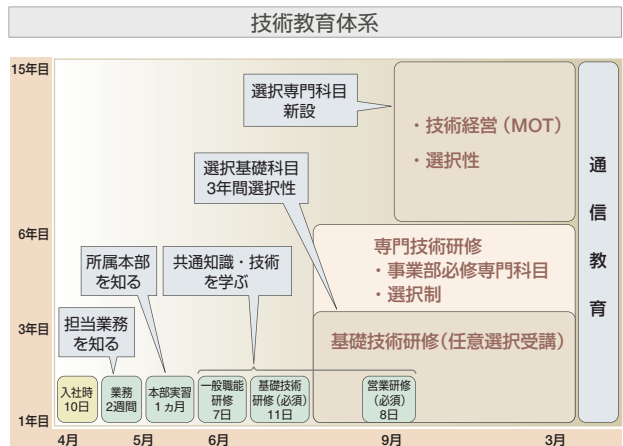 技術教育体系
15年目
6年目
3年目
1年目
選択専門科目
新設
・技術経営（MOT）
・選択性
選択基礎科目
3年間選択性
専門技術研修
・事業部必修専門科目
・選択制
所属本部
を知る
共通知識・技術
を学ぶ
担当業務
を知る
基礎技術研修（任意選択受講）
入社時
10日
業務
2週間
本部実習
1ヵ月
一般職能
研修
7日
基礎技術
研修（必須）
11日
営業研修
（必須）
8日
通信教育
4月
5月
6月
9月
3月